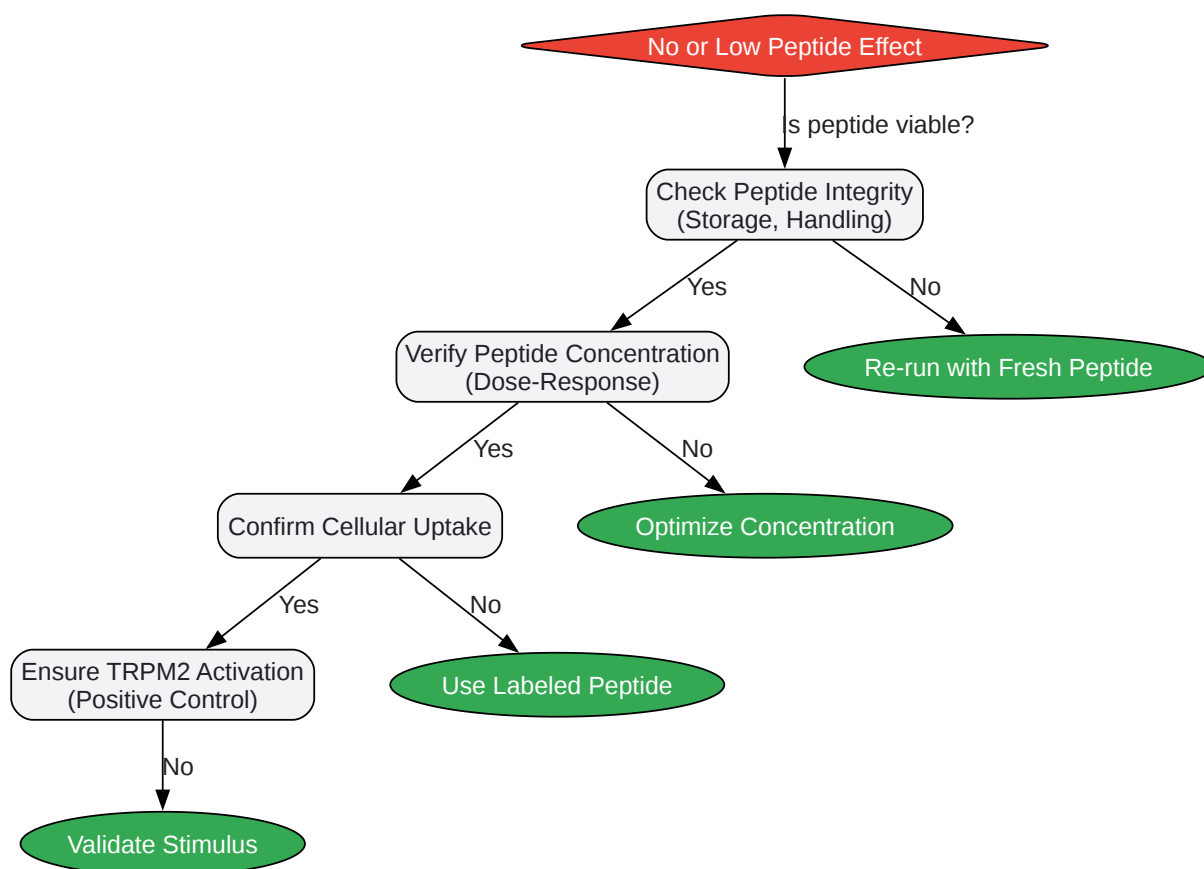 No or Low Peptide Effect
Is peptide viable?
Check Peptide Integrity
(Storage, Handling)
Yes
No
Verify Peptide Concentration
(Dose-Response)
Re-run with Fresh Peptide
Yes
No
Confirm Cellular Uptake
Optimize Concentration
Yes
No
Ensure TRPM2 Activation
(Positive Control)
Use Labeled Peptide
No
Validate Stimulus